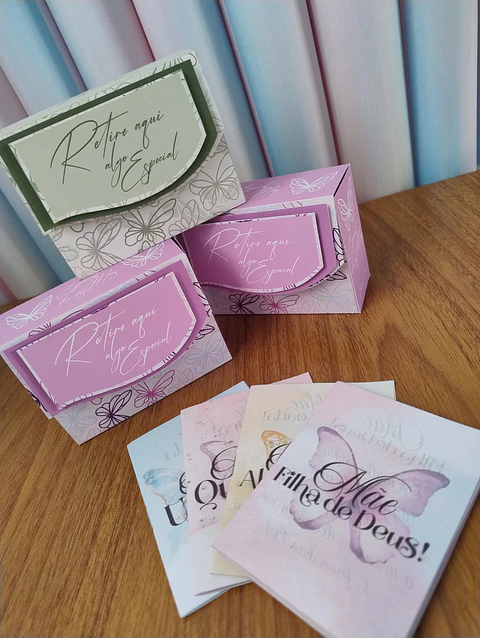 Retire aqui
algo
Especial
Retire aqui
algo
Especial
Retire aqui
algo
Especial
Mãe
Filha de Deus!